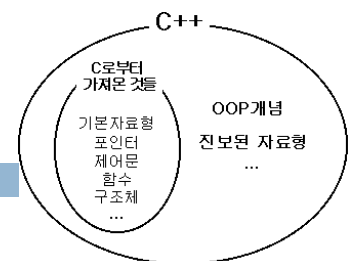 C++
C로부터
가져온 것들
기본자료형
포인터
제어문
함수
구조체
...
OOP개념
진보된 자료형
...